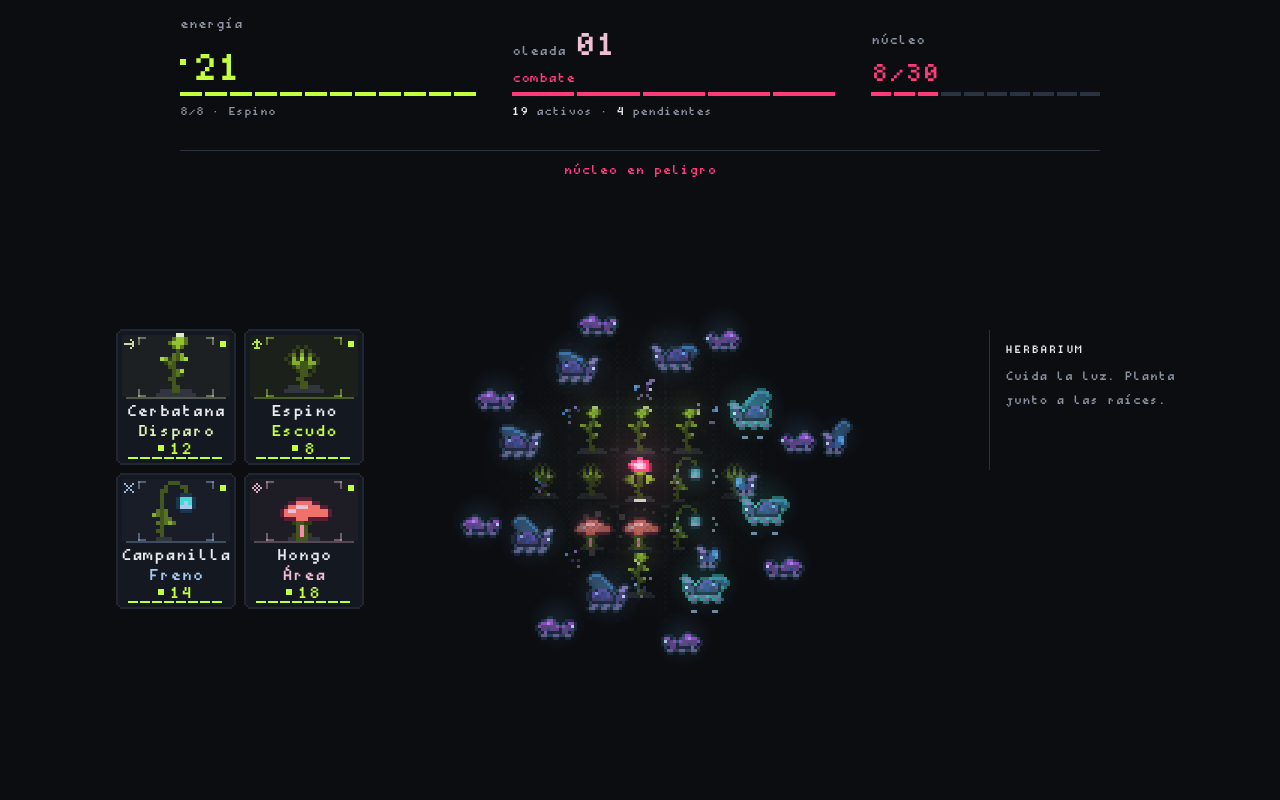 energía
21
8/8 · Espino
oleada 01
combate
19 activos · 4 pendientes
núcleo
8/30
núcleo en peligro
Cerbatana
Disparo
12
Espino
Escudo
8
Campanilla
Freno
14
Hongo
Área
18
HERBARIUM
Cuida la luz. Planta
junto a las raíces.